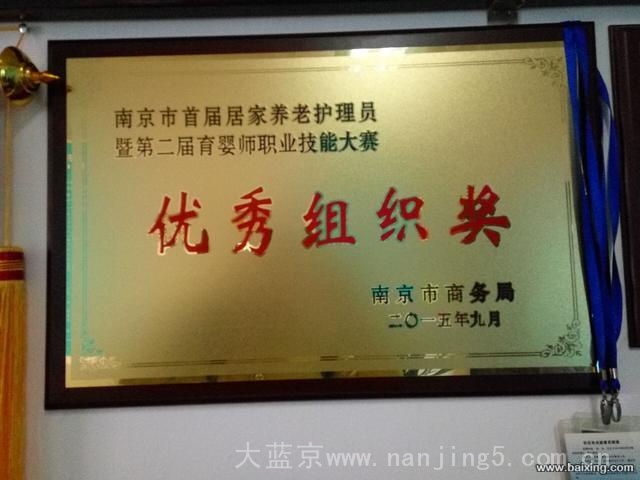 南京市首届居家养老护理员
暨第二届育婴师职业技能大赛
优秀组织奖
南京市商务局
二〇一五年九月
大蓝京www.nanjing5.com.cn
www.baixing.com